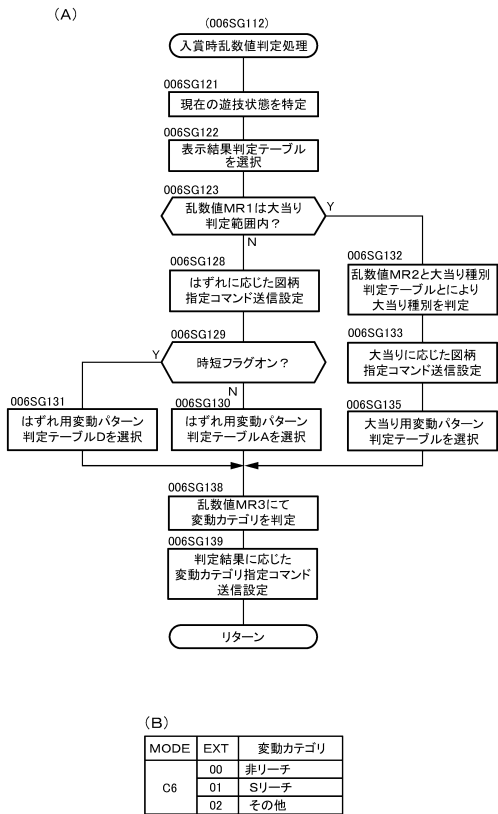 (A)
(006SG112)
入賞時乱数値判定処理
006SG121
現在の遊技状態を特定
006SG122
表示結果判定テーブル
を選択
006SG123
乱数値MR1は大当り
判定範囲内？
Y
N
006SG128
はずれに応じた図柄
指定コマンド送信設定
006SG132
乱数値MR2と大当り種別
判定テーブルとにより
大当り種別を判定
006SG129
時短フラグオン？
Y
N
006SG133
大当りに応じた図柄
指定コマンド送信設定
006SG131
はずれ用変動パターン
判定テーブルDを選択
006SG130
はずれ用変動パターン
判定テーブルAを選択
006SG135
大当り用変動パターン
判定テーブルを選択
006SG138
乱数値MR3にて
変動カテゴリを判定
006SG139
判定結果に応じた
変動カテゴリ指定コマンド
送信設定
リターン
(B)
MODE EXT 変動カテゴリ
C6 00 非リーチ
01 Sリーチ
02 その他